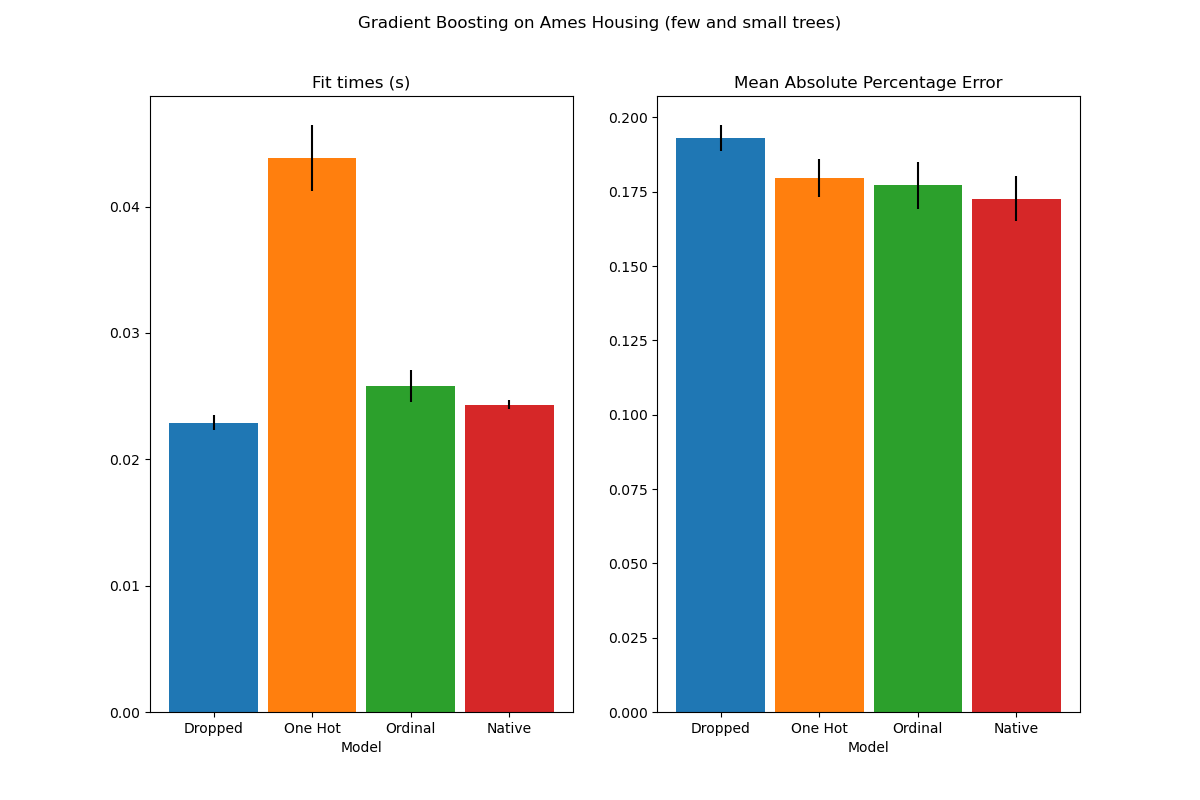 Gradient Boosting on Ames Housing (few and small trees)
Fit times (s)
0.04
0.03
0.02
0.01
0.00
Dropped One Hot Ordinal Native
Model
Mean Absolute Percentage Error
0.200
0.175
0.150
0.125
0.100
0.075
0.050
0.025
0.000
Dropped One Hot Ordinal Native
Model